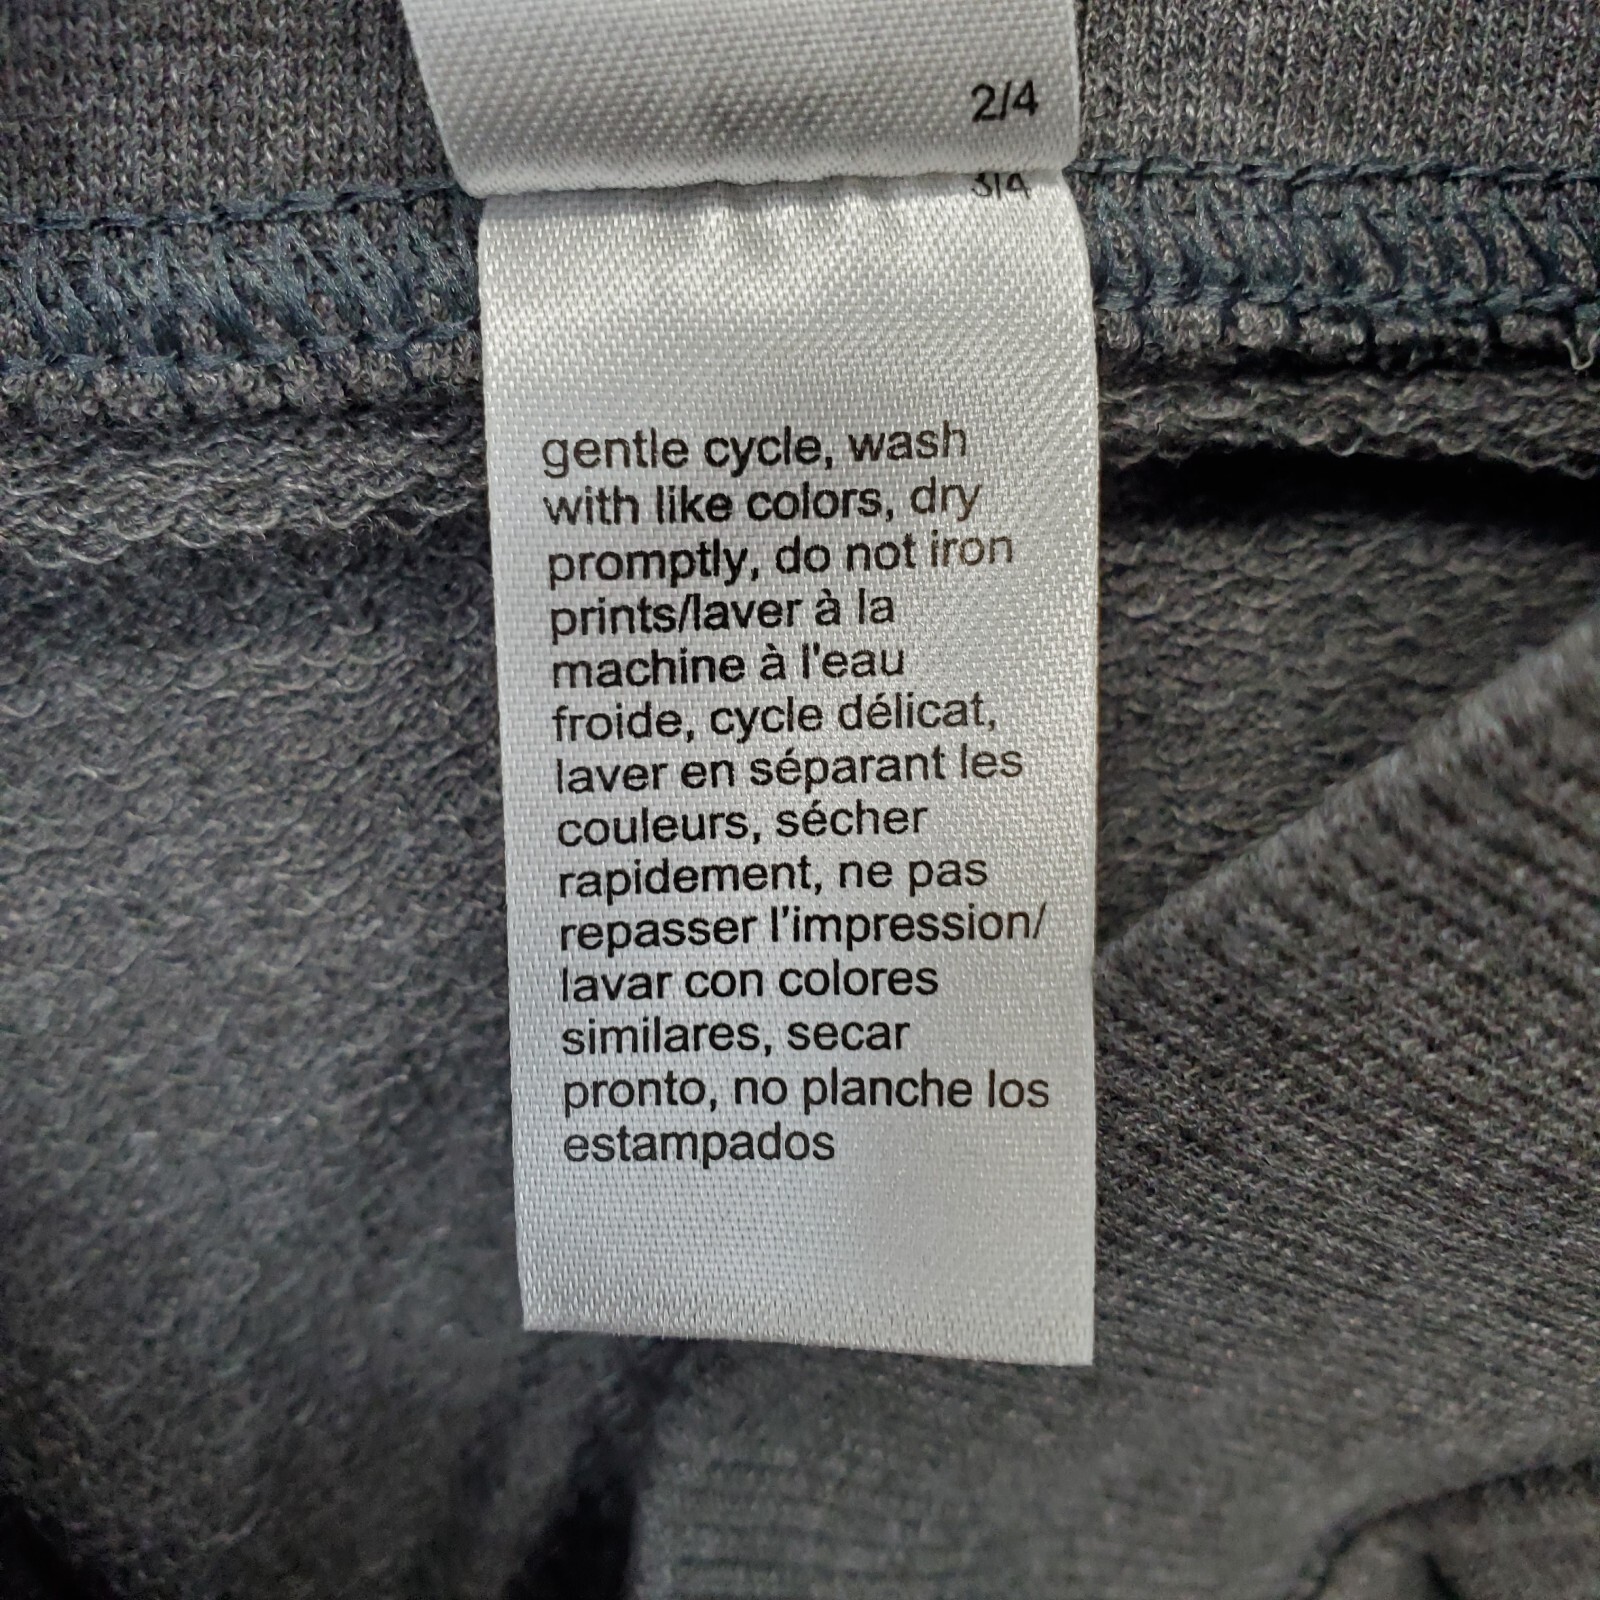 2/4
3/4
gentle cycle, wash
with like colors, dry
promptly, do not iron
prints/laver à la
machine à l'eau
froide, cycle délicat,
laver en séparant les
couleurs, sécher
rapidement, ne pas
repasser l'impression/
lavar con colores
similares, secar
pronto, no planche los
estampados